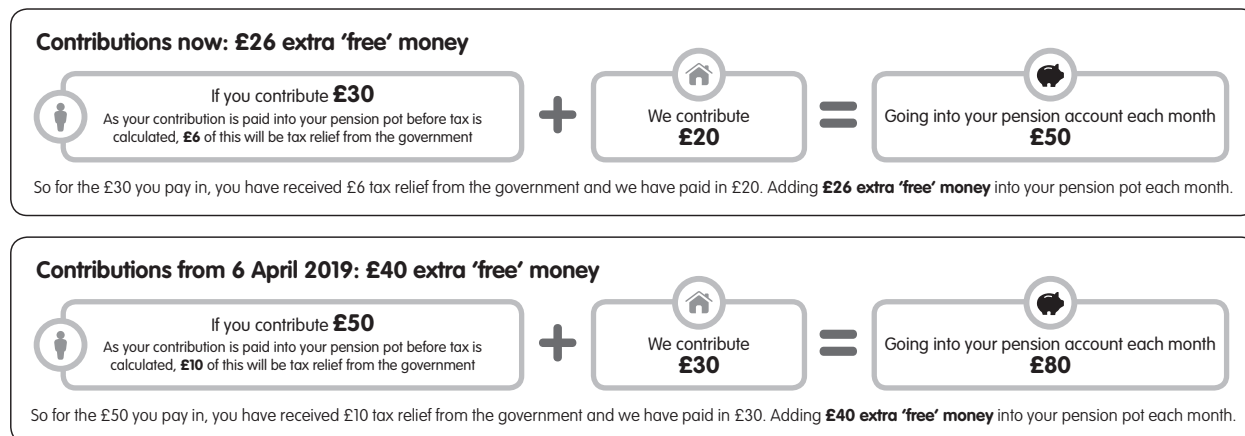 Contributions now: £26 extra ‘free’ money
If you contribute £30
As your contribution is paid into your pension pot before tax is
calculated, £6 of this will be tax relief from the government
We contribute
£20
Going into your pension account each month
£50
So for the £30 you pay in, you have received £6 tax relief from the government and we have paid in £20. Adding £26 extra ‘free’ money into your pension pot each month.
Contributions from 6 April 2019: £40 extra ‘free’ money
If you contribute £50
As your contribution is paid into your pension pot before tax is
calculated, £10 of this will be tax relief from the government
We contribute
£30
Going into your pension account each month
£80
So for the £50 you pay in, you have received £10 tax relief from the government and we have paid in £30. Adding £40 extra ‘free’ money into your pension pot each month.